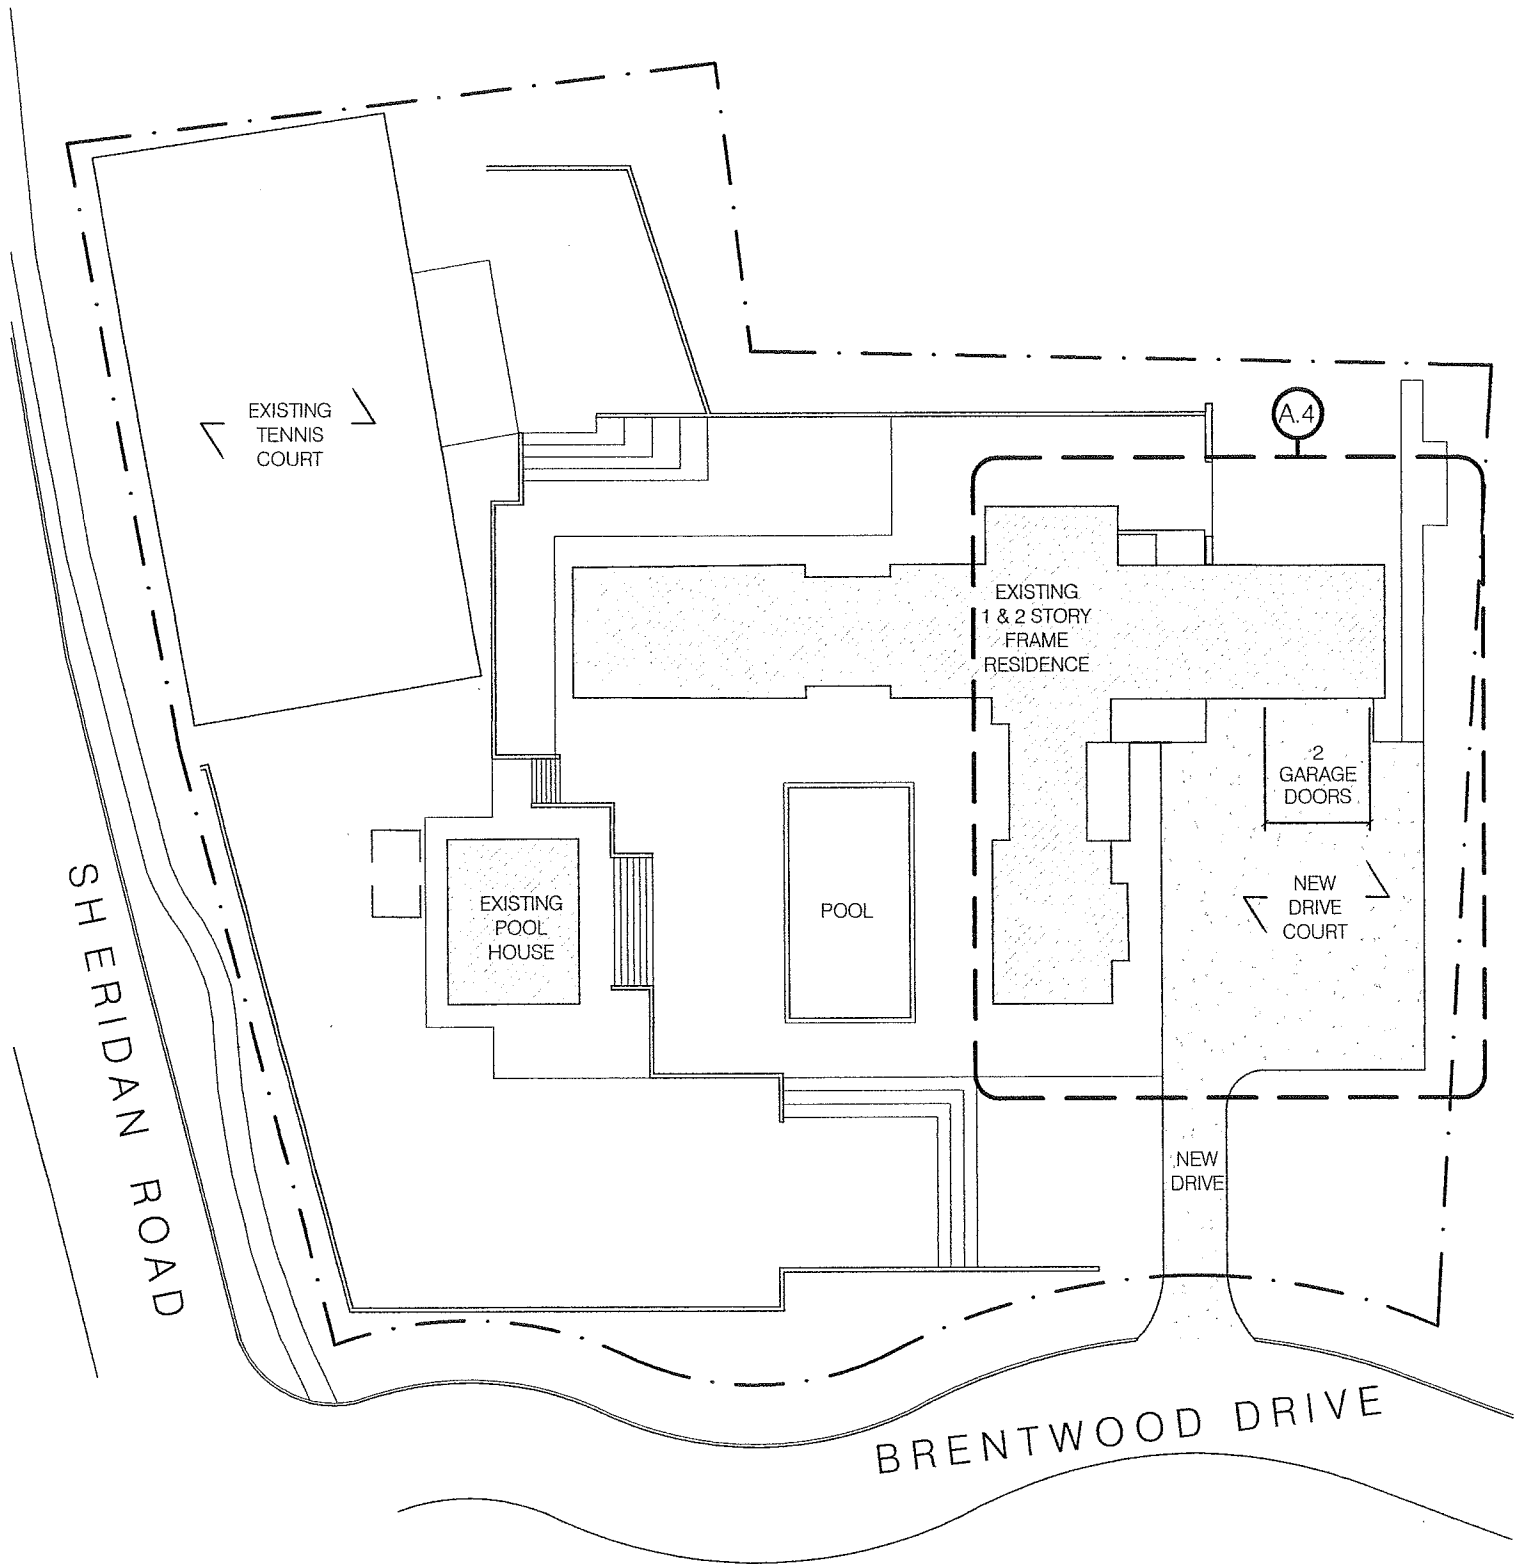 A.4
EXISTING
TENNIS
COURT
EXISTING
1 & 2 STORY
FRAME
RESIDENCE
2
GARAGE
DOORS
EXISTING
POOL
HOUSE
POOL
NEW
DRIVE
COURT
NEW
DRIVE
SHERIDAN ROAD
BRENTWOOD DRIVE